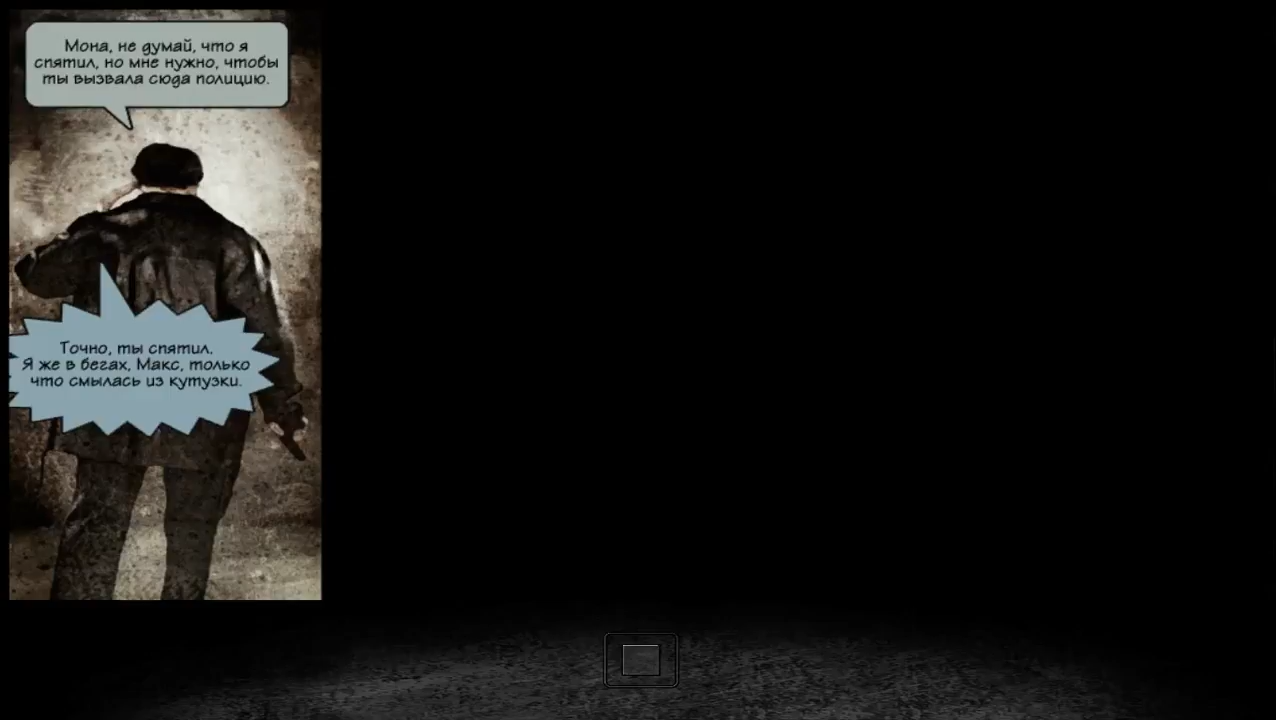 Мона, не думай, что я
спятил, но мне нужно, чтобы
ты вызвала сюда полицию.
Точно, ты спятил.
Я же в бегах, Макс, только
что смылась из кутузки.